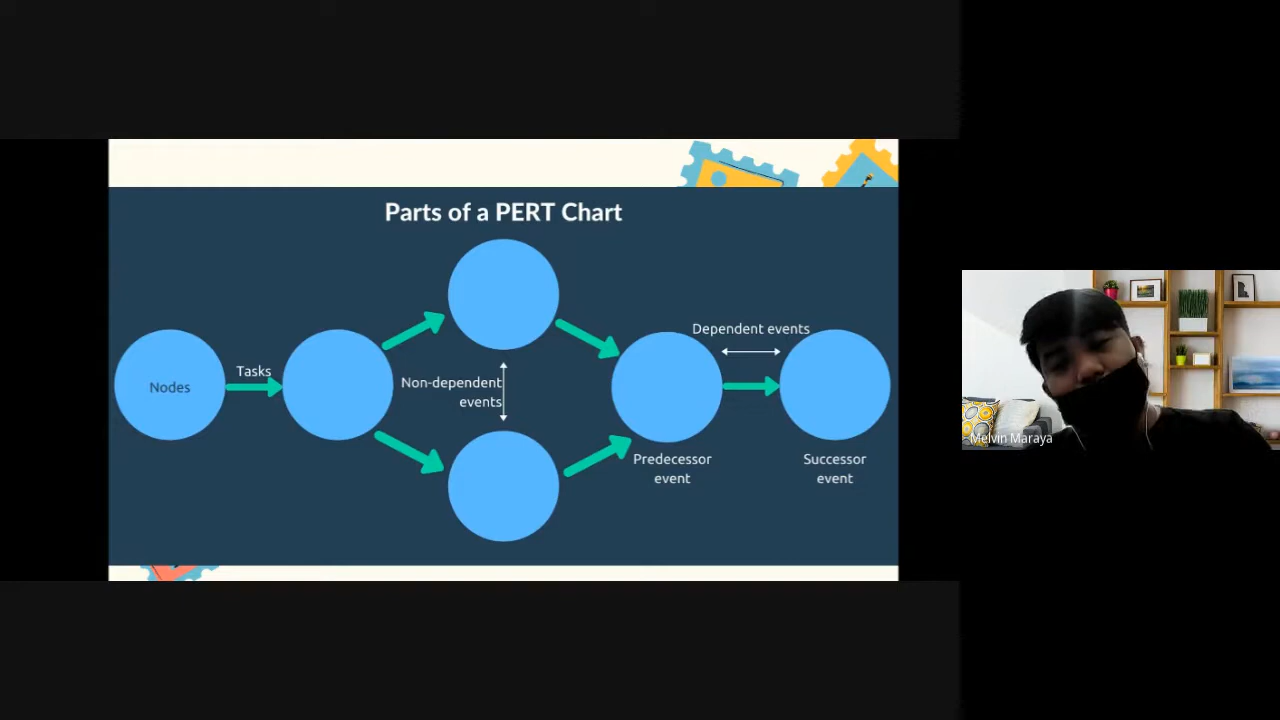 Parts of a PERT Chart
Nodes
Tasks
Non-dependent
events
Dependent events
Predecessor
event
Successor
event
Melvin Maraya